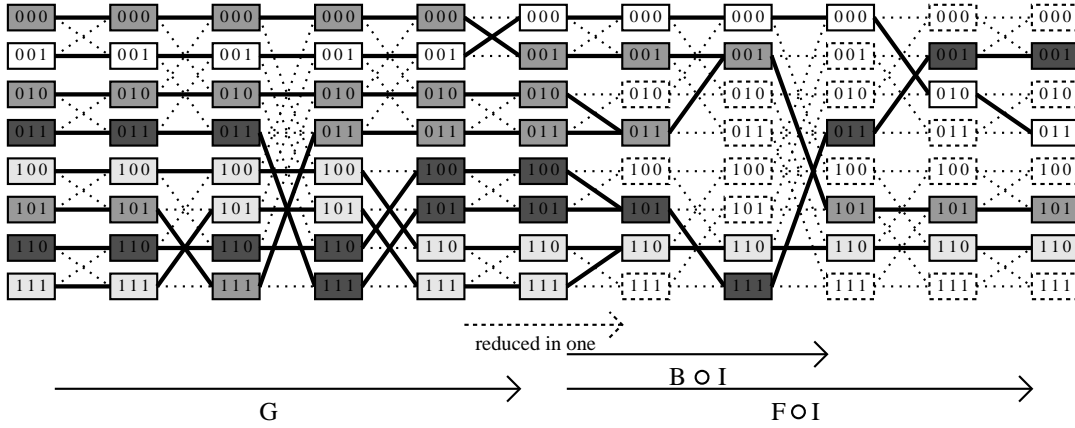 000 000 000 000 000 000 000 000 000 000 000
001 001 001 001 001 001 001 001 001 001 001
010 010 010 010 010 010 010 010 010 010 010
011 011 011 011 011 011 011 011 011 011 011
100 100 100 100 100 100 100 100 100 100 100
101 101 101 101 101 101 101 101 101 101 101
110 110 110 110 110 110 110 110 110 110 110
111 111 111 111 111 111 111 111 111 111 111
reduced in one
B o I
G
F o I